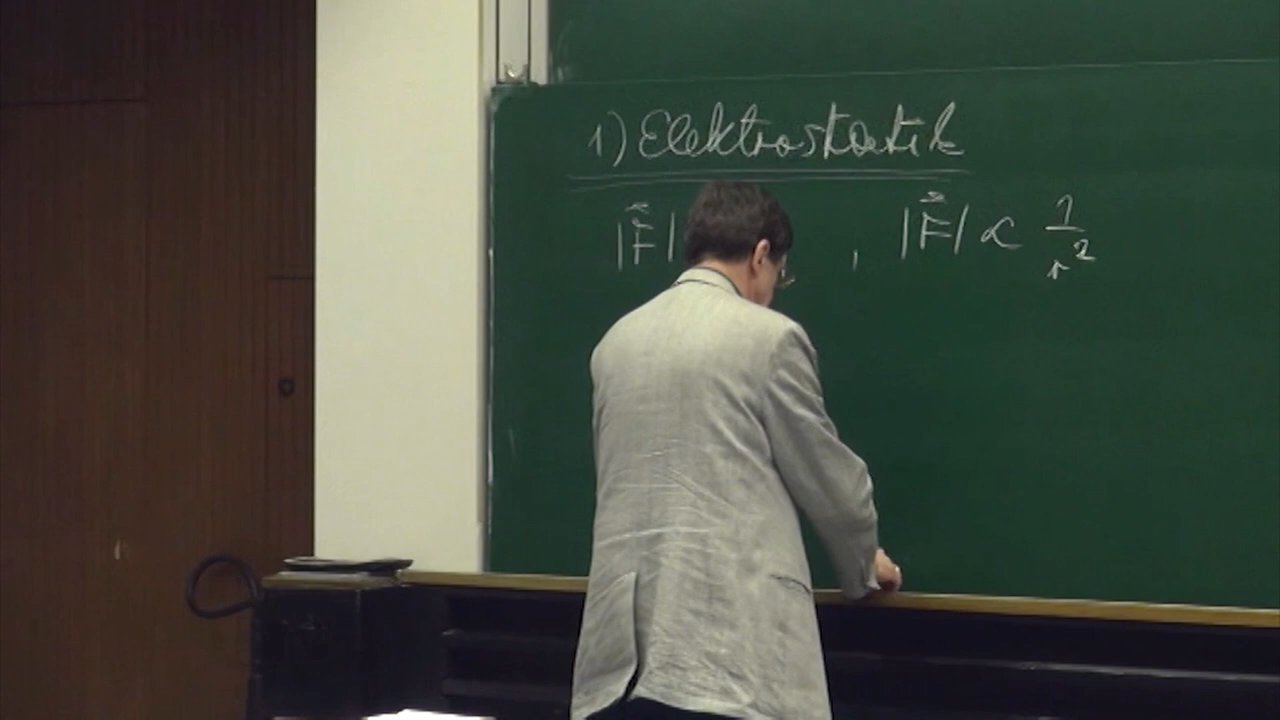 1) Elektrostatik
|F⃗| , |F⃗| ∝ 1/r²